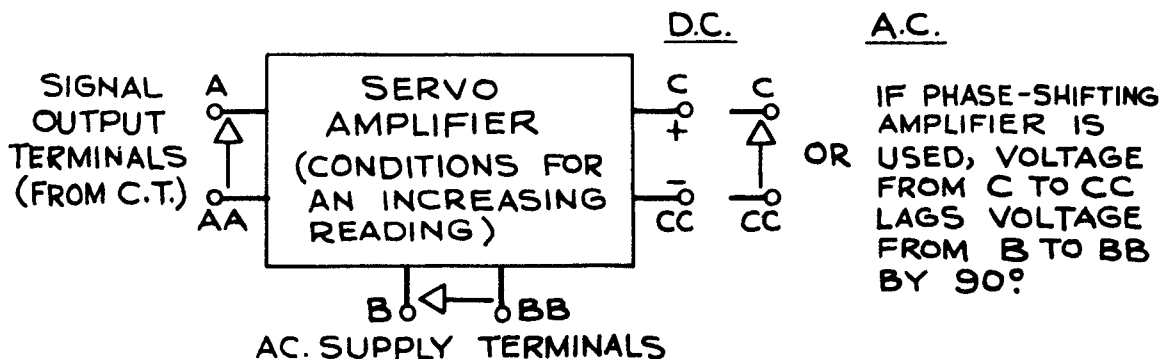 D.C.
A.C.
SIGNAL
OUTPUT
TERMINALS
(FROM C.T.)
A
AA
SERVO
AMPLIFIER
(CONDITIONS FOR
AN INCREASING
READING)
C
+
-
CC
C
CC
OR
IF PHASE-SHIFTING
AMPLIFIER IS
USED, VOLTAGE
FROM C TO CC
LAGS VOLTAGE
FROM B TO BB
BY 90°.
B
BB
AC. SUPPLY TERMINALS